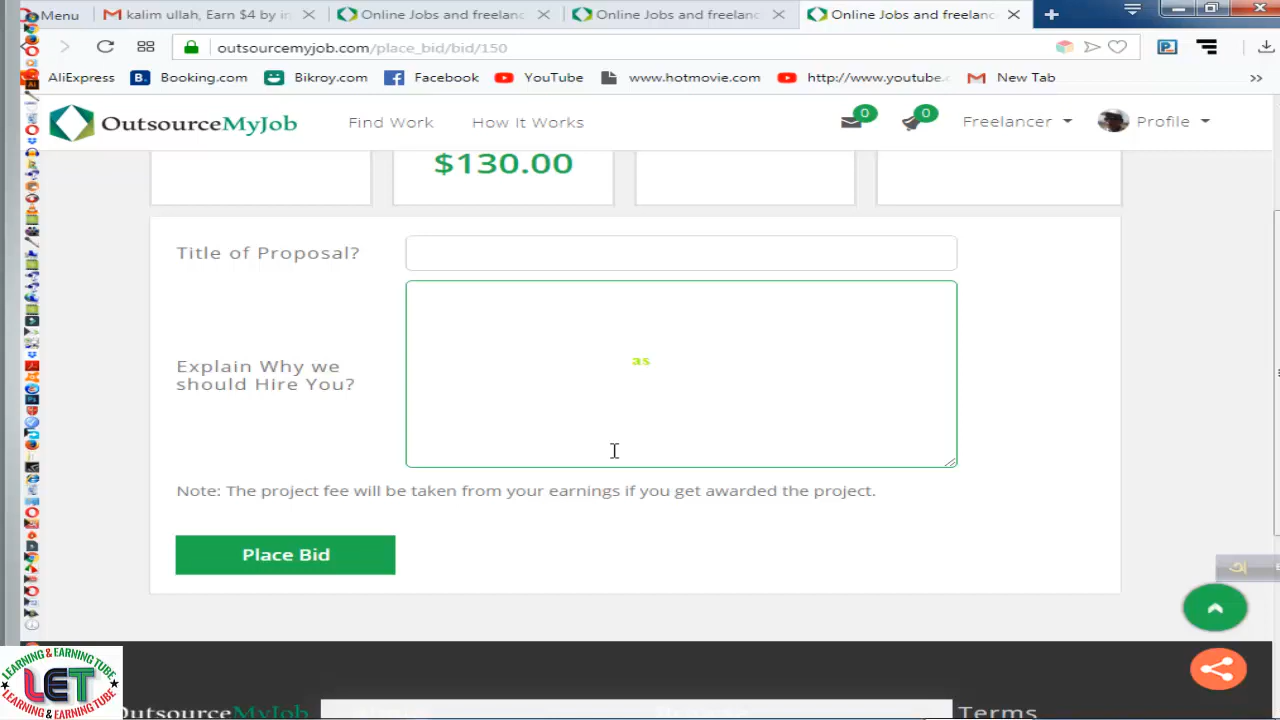 Menu
kalim ullah, Earn $4 by in
Online Jobs and freelanc
Online Jobs and freelanc
Online Jobs and freelanc
outsourcemyjob.com/place_bid/bid/150
AliExpress
B.
Booking.com
Bikroy.com
Facebook
YouTube
www.hotmovie.com
http://www.youtube.c
New Tab
OutsourceMyJob
Find Work
How It Works
0
0
Freelancer
Profile
$130.00
Title of Proposal?
Explain Why we
should Hire You?
as
Note: The project fee will be taken from your earnings if you get awarded the project.
Place Bid
LEARNING & EARNING TUBE
LET
LEARNING & EARNING TUBE
OutsourceMyJob
Terms